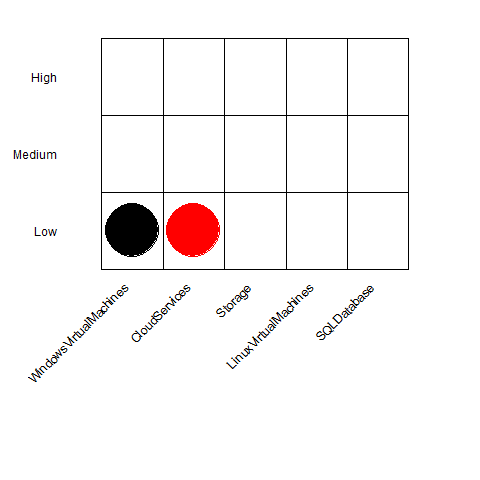 High
Medium
Low
WindowsVirtualMachines
CloudServices
Storage
LinuxVirtualMachines
SQLDatabase